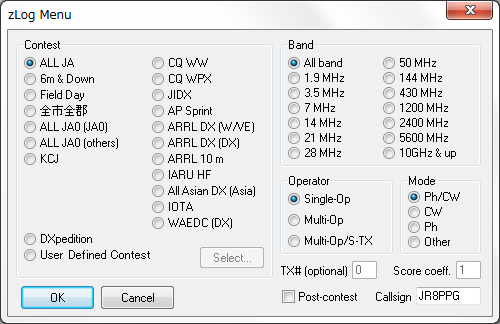 zLog Menu
Contest
ALL JA
6m & Down
Field Day
全市全郡
ALL JA0 (JA0)
ALL JA0 (others)
KCJ
CQ WW
CQ WPX
JIDX
AP Sprint
ARRL DX (W/VE)
ARRL DX (DX)
ARRL 10 m
IARU HF
All Asian DX (Asia)
IOTA
WAEDC (DX)
DXpedition
User Defined Contest
Select...
Band
All band
1.9 MHz
3.5 MHz
7 MHz
14 MHz
21 MHz
28 MHz
50 MHz
144 MHz
430 MHz
1200 MHz
2400 MHz
5600 MHz
10GHz & up
Operator
Single-Op
Multi-Op
Multi-Op/S-TX
Mode
Ph/CW
CW
Ph
Other
TX# (optional) 0 Score coeff. 1
OK Cancel Post-contest Callsign JR8PPG